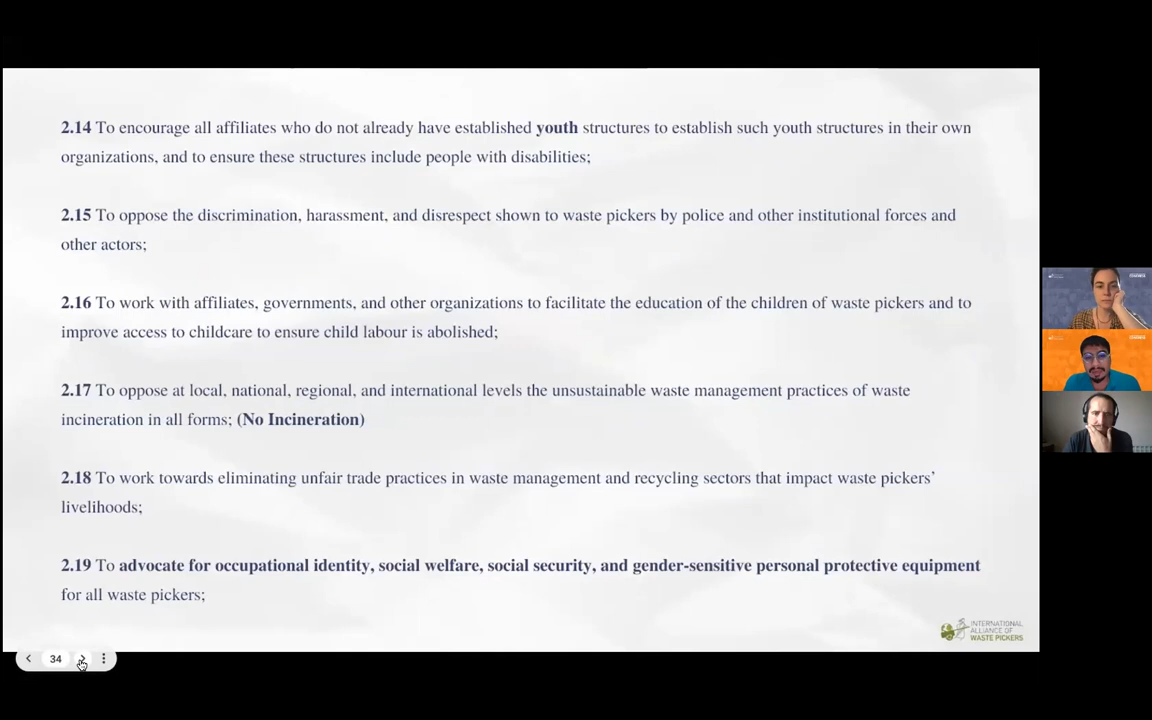 2.14 To encourage all affiliates who do not already have established youth structures to establish such youth structures in their own
organizations, and to ensure these structures include people with disabilities;
2.15 To oppose the discrimination, harassment, and disrespect shown to waste pickers by police and other institutional forces and
other actors;
2.16 To work with affiliates, governments, and other organizations to facilitate the education of the children of waste pickers and to
improve access to childcare to ensure child labour is abolished;
2.17 To oppose at local, national, regional, and international levels the unsustainable waste management practices of waste
incineration in all forms; (No Incineration)
2.18 To work towards eliminating unfair trade practices in waste management and recycling sectors that impact waste pickers’
livelihoods;
2.19 To advocate for occupational identity, social welfare, social security, and gender-sensitive personal protective equipment
for all waste pickers;
INTERNATIONAL
ALLIANCE OF
WASTE PICKERS
34